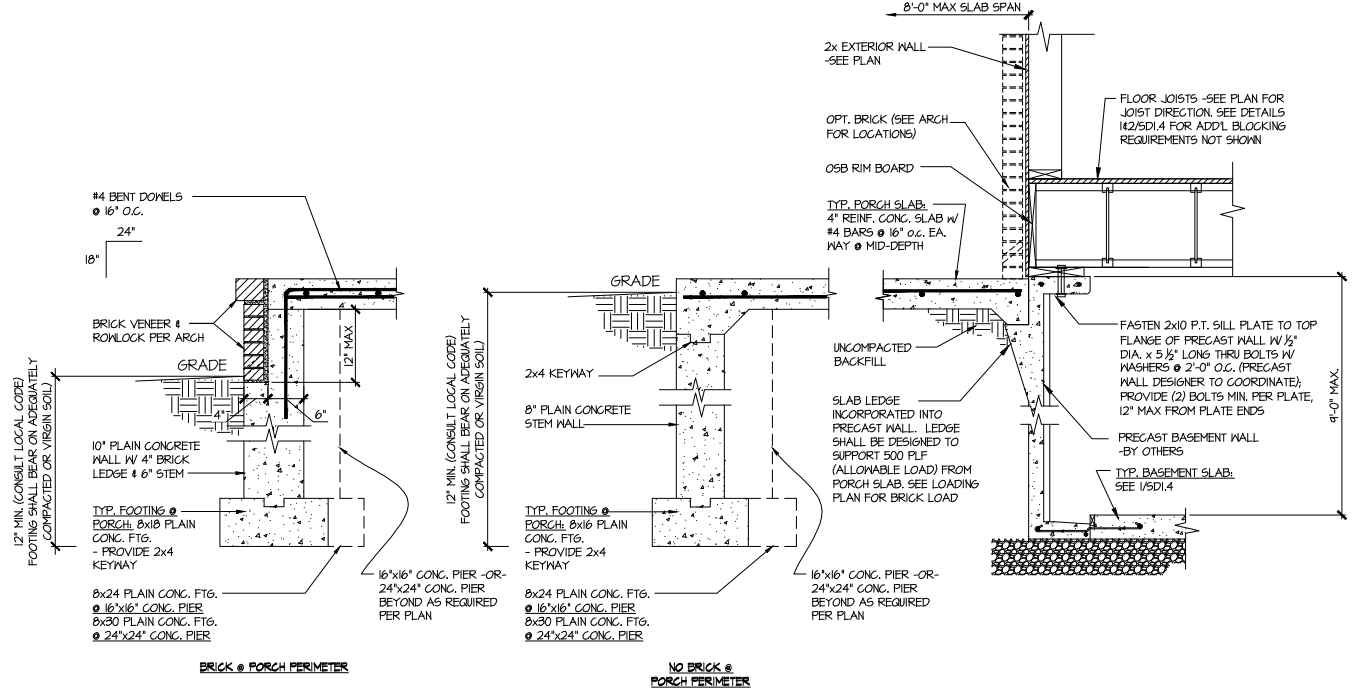 8'-0" MAX SLAB SPAN
2x EXTERIOR WALL
-SEE PLAN
OPT. BRICK (SEE ARCH
FOR LOCATIONS)
OSB RIM BOARD
TYP. PORCH SLAB:
4" REINF. CONC. SLAB W/
#4 BARS @ 16" o.c. EA.
WAY @ MID-DEPTH
FLOOR JOISTS -SEE PLAN FOR
JOIST DIRECTION. SEE DETAILS
1&2/SD1.4 FOR ADD'L BLOCKING
REQUIREMENTS NOT SHOWN
#4 BENT DOWELS
@ 16" O.C.
24"
18"
BRICK VENEER &
ROWLOCK PER ARCH
GRADE
12" MAX
4"
6"
12" MIN. (CONSULT LOCAL CODE)
FOOTING SHALL BEAR ON ADEQUATELY
COMPACTED OR VIRGIN SOIL)
10" PLAIN CONCRETE
WALL W/ 4" BRICK
LEDGE & 6" STEM
TYP. FOOTING @
PORCH: 8x18 PLAIN
CONC. FTG.
- PROVIDE 2x4
KEYWAY
8x24 PLAIN CONC. FTG.
@ 16"x16" CONC. PIER
8x30 PLAIN CONC. FTG.
@ 24"x24" CONC. PIER
16"x16" CONC. PIER -OR-
24"x24" CONC. PIER
BEYOND AS REQUIRED
PER PLAN
BRICK @ PORCH PERIMETER
GRADE
12" MIN. (CONSULT LOCAL CODE)
FOOTING SHALL BEAR ON ADEQUATELY
COMPACTED OR VIRGIN SOIL)
2x4 KEYWAY
8" PLAIN CONCRETE
STEM WALL
TYP. FOOTING @
PORCH: 8x16 PLAIN
CONC. FTG.
- PROVIDE 2x4
KEYWAY
8x24 PLAIN CONC. FTG.
@ 16"x16" CONC. PIER
8x30 PLAIN CONC. FTG.
@ 24"x24" CONC. PIER
16"x16" CONC. PIER -OR-
24"x24" CONC. PIER
BEYOND AS REQUIRED
PER PLAN
NO BRICK @
PORCH PERIMETER
UNCOMPACTED
BACKFILL
SLAB LEDGE
INCORPORATED INTO
PRECAST WALL. LEDGE
SHALL BE DESIGNED TO
SUPPORT 500 PLF
(ALLOWABLE LOAD) FROM
PORCH SLAB. SEE LOADING
PLAN FOR BRICK LOAD
FASTEN 2x10 P.T. SILL PLATE TO TOP
FLANGE OF PRECAST WALL W/ ½"
DIA. x 5 ½" LONG THRU BOLTS W/
WASHERS @ 2'-0" O.C. (PRECAST
WALL DESIGNER TO COORDINATE);
PROVIDE (2) BOLTS MIN. PER PLATE,
12" MAX FROM PLATE ENDS
PRECAST BASEMENT WALL
-BY OTHERS
TYP. BASEMENT SLAB:
SEE 1/SD1.4
9'-0" MAX.